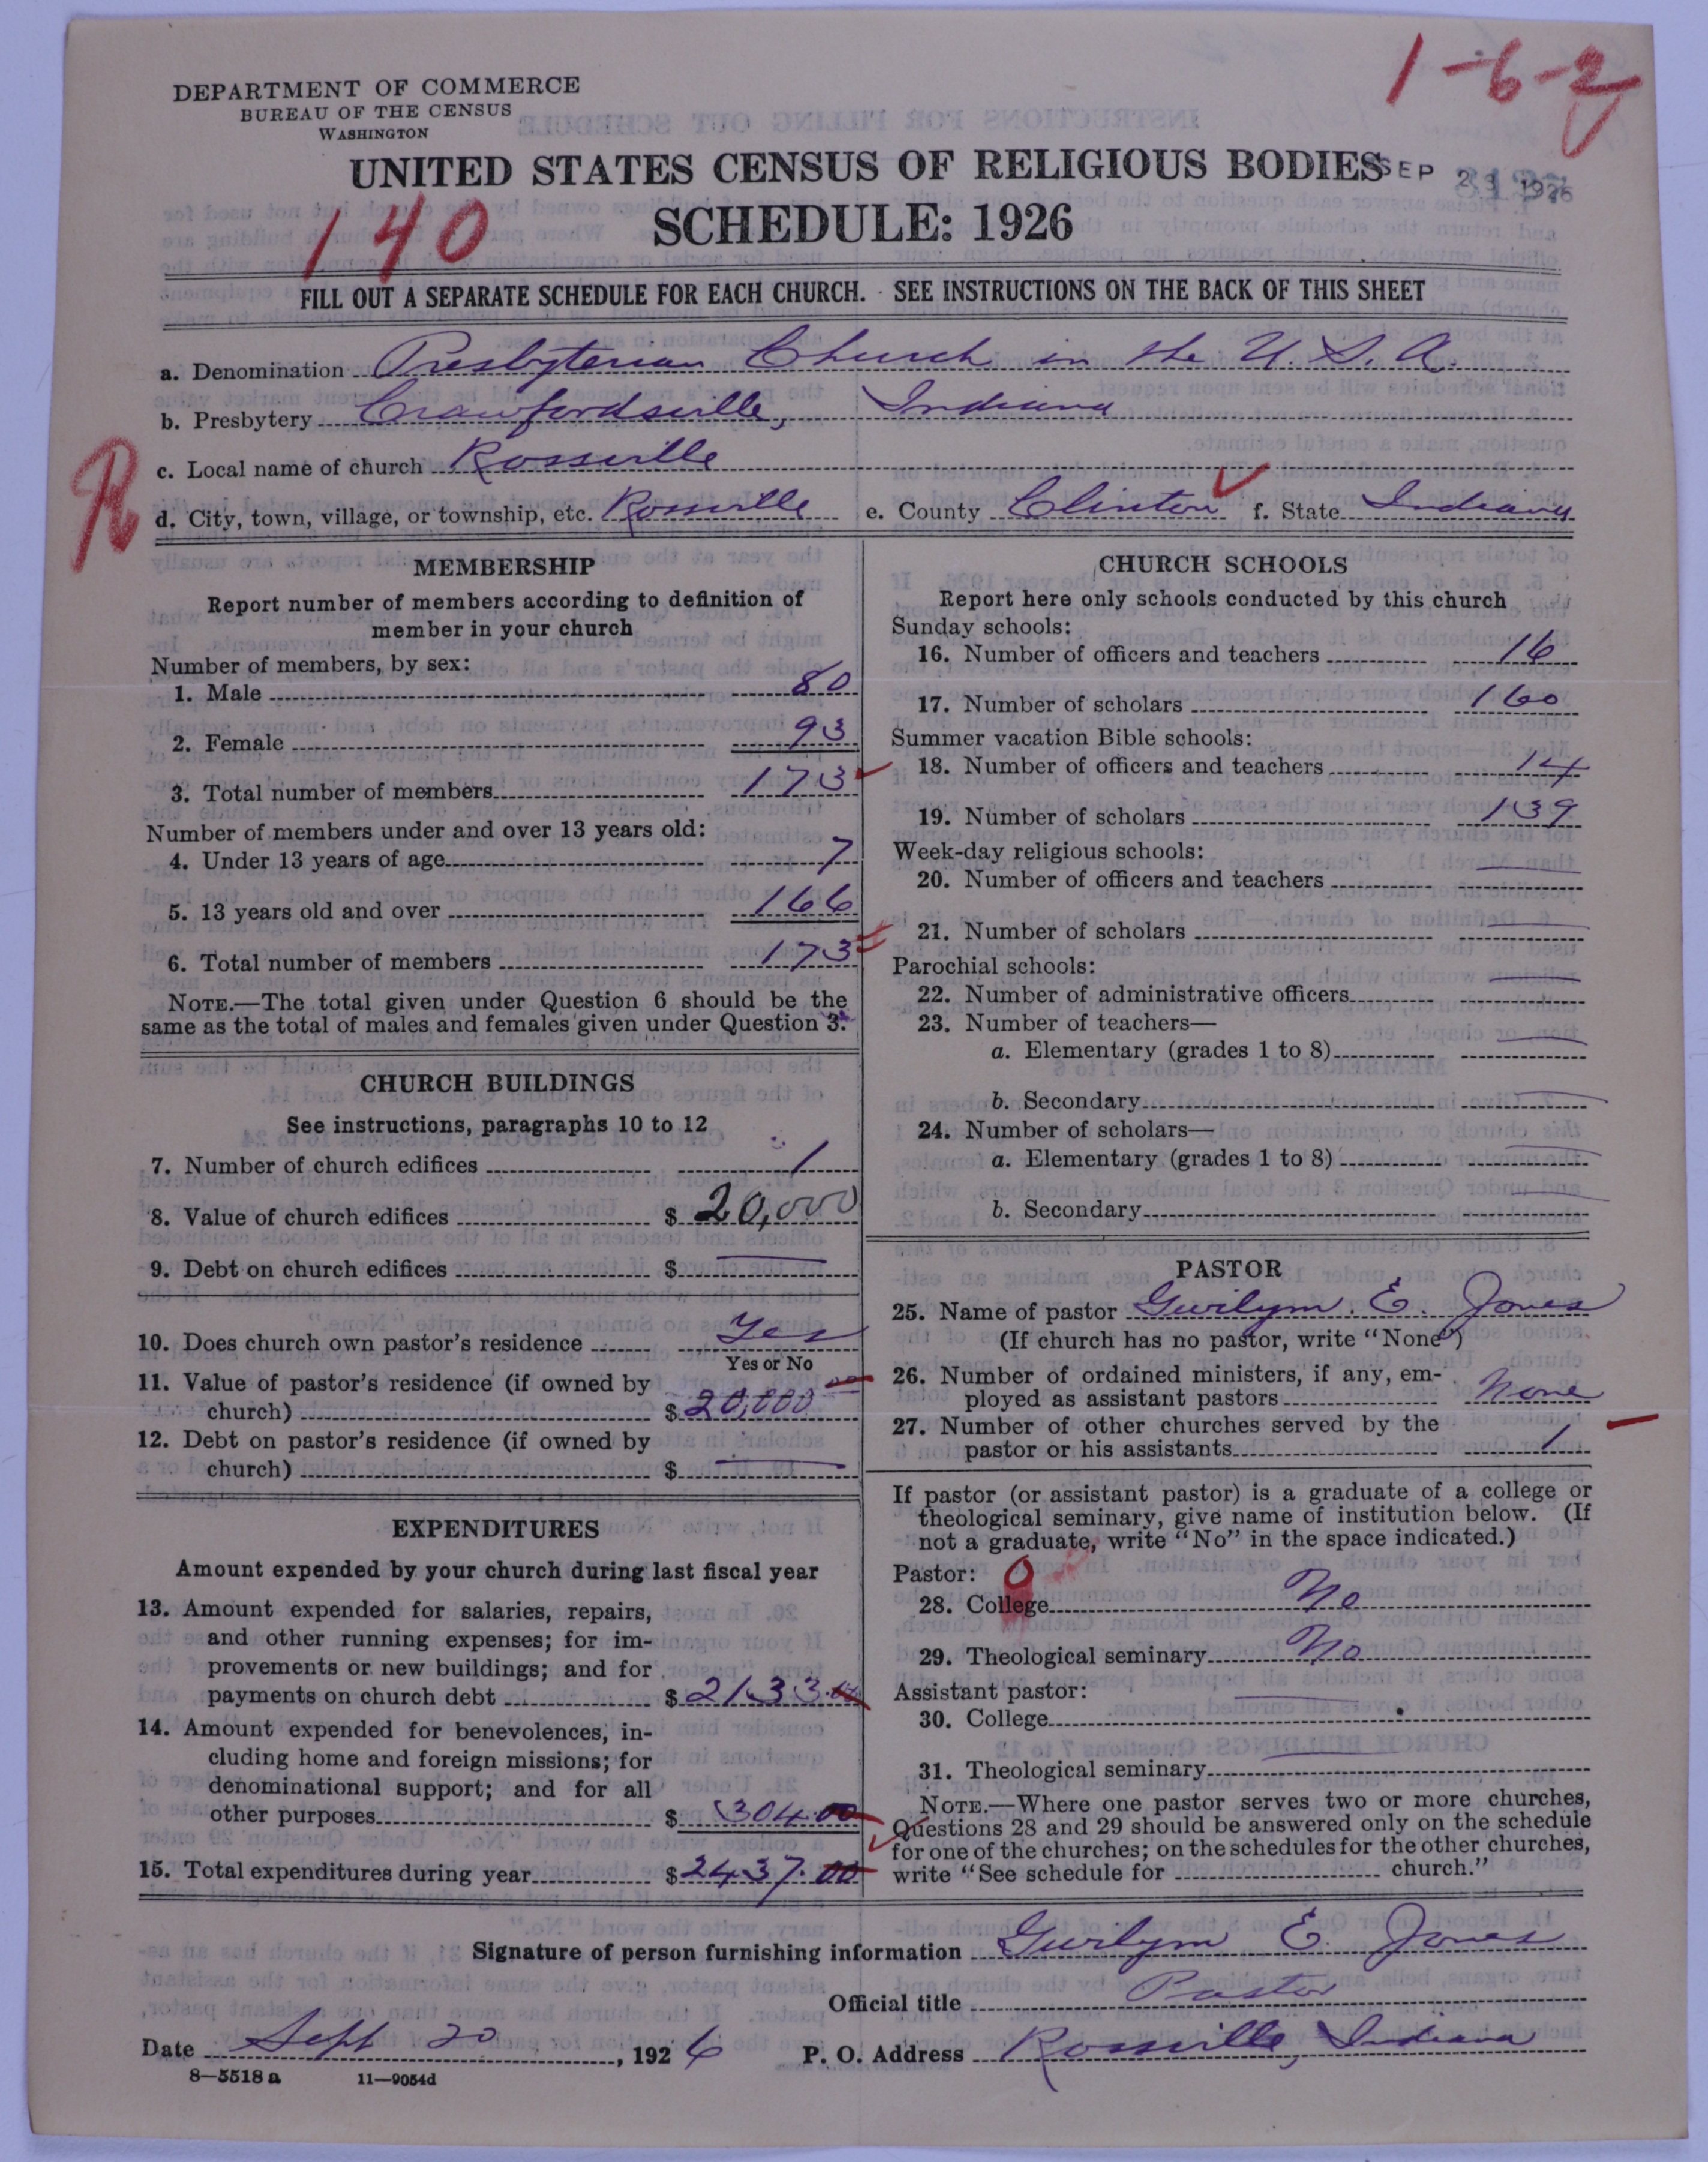 1-6-2
DEPARTMENT OF COMMERCE
BUREAU OF THE CENSUS
WASHINGTON
UNITED STATES CENSUS OF RELIGIOUS BODIES
SEP 23 1926
SCHEDULE: 1926
140
FILL OUT A SEPARATE SCHEDULE FOR EACH CHURCH. SEE INSTRUCTIONS ON THE BACK OF THIS SHEET
a. Denomination Presbyterian Church in the U. S. A.
b. Presbytery Crawfordsville, Indiana
c. Local name of church Rossville
R
d. City, town, village, or township, etc. Rossville e. County Clinton f. State Indiana
MEMBERSHIP
Report number of members according to definition of
member in your church
Number of members, by sex:
1. Male 80
2. Female 93
3. Total number of members 173
Number of members under and over 13 years old:
4. Under 13 years of age 7
5. 13 years old and over 166
6. Total number of members 173
NOTE.—The total given under Question 6 should be the
same as the total of males and females given under Question 3.
CHURCH BUILDINGS
See instructions, paragraphs 10 to 12
7. Number of church edifices 1
8. Value of church edifices $ 20,000
9. Debt on church edifices $ —
10. Does church own pastor's residence Yes
Yes or No
11. Value of pastor's residence (if owned by
church) $ 20,000
12. Debt on pastor's residence (if owned by
church) $ —
EXPENDITURES
Amount expended by your church during last fiscal year
13. Amount expended for salaries, repairs,
and other running expenses; for im-
provements or new buildings; and for
payments on church debt $ 2133.00
14. Amount expended for benevolences, in-
cluding home and foreign missions; for
denominational support; and for all
other purposes $ 304.00
15. Total expenditures during year $ 2437.00
CHURCH SCHOOLS
Report here only schools conducted by this church
Sunday schools:
16. Number of officers and teachers 16
17. Number of scholars 160
Summer vacation Bible schools:
18. Number of officers and teachers 14
19. Number of scholars 139
Week-day religious schools:
20. Number of officers and teachers —
21. Number of scholars —
Parochial schools:
22. Number of administrative officers —
23. Number of teachers—
a. Elementary (grades 1 to 8) —
b. Secondary —
24. Number of scholars—
a. Elementary (grades 1 to 8) —
b. Secondary —
PASTOR
25. Name of pastor Gwilym. E. Jones
(If church has no pastor, write "None")
26. Number of ordained ministers, if any, em-
ployed as assistant pastors None
27. Number of other churches served by the
pastor or his assistants 1
If pastor (or assistant pastor) is a graduate of a college or
theological seminary, give name of institution below. (If
not a graduate, write "No" in the space indicated.)
Pastor: 0
28. College No
29. Theological seminary No
Assistant pastor:
30. College —
31. Theological seminary —
NOTE.—Where one pastor serves two or more churches,
Questions 28 and 29 should be answered only on the schedule
for one of the churches; on the schedules for the other churches,
write "See schedule for church."
Signature of person furnishing information Gwilym E. Jones
Official title Pastor
Date Sept 20, 1926 P. O. Address Rossville, Indiana
8—5518 a 11—9054d